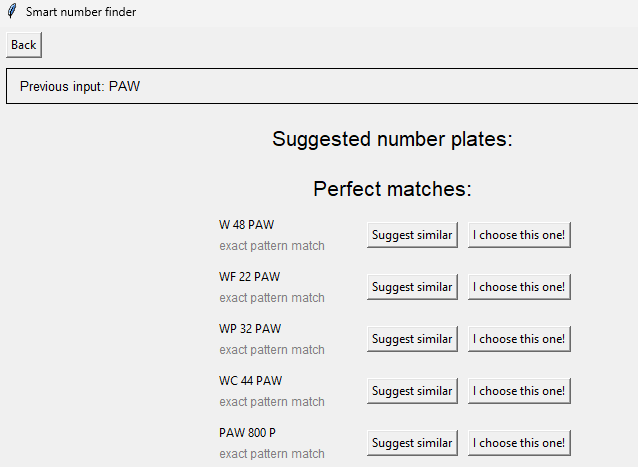 Smart number finder
Back
Previous input: PAW
Suggested number plates:
Perfect matches:
W 48 PAW
exact pattern match
Suggest similar
I choose this one!
WF 22 PAW
exact pattern match
Suggest similar
I choose this one!
WP 32 PAW
exact pattern match
Suggest similar
I choose this one!
WC 44 PAW
exact pattern match
Suggest similar
I choose this one!
PAW 800 P
exact pattern match
Suggest similar
I choose this one!